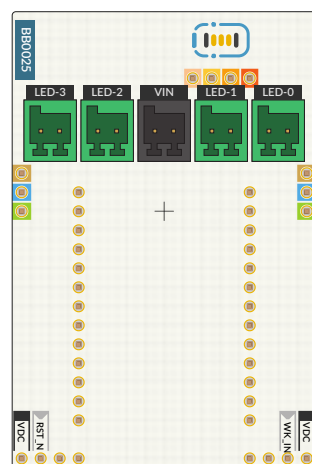 BB0025
LED-3
LED-2
VIN
LED-1
LED-0
VDC
RST_N
WK_IN
VDC